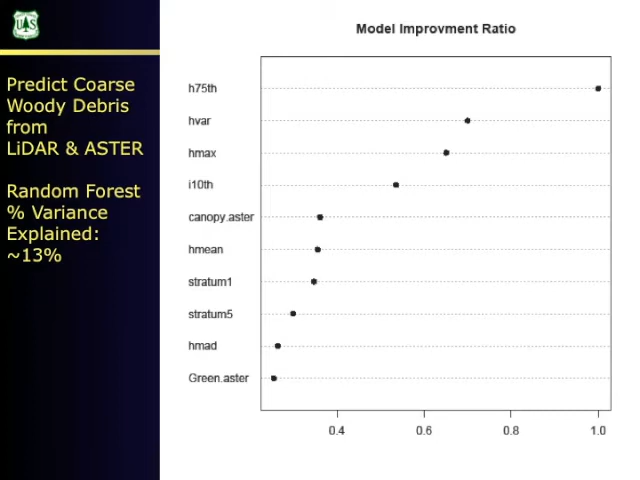 UAS
Predict Coarse
Woody Debris
from
LiDAR & ASTER
Random Forest
% Variance
Explained:
~13%
Model Improvment Ratio
h75th
hvar
hmax
i10th
canopy.aster
hmean
stratum1
stratum5
hmad
Green.aster
0.4
0.6
0.8
1.0